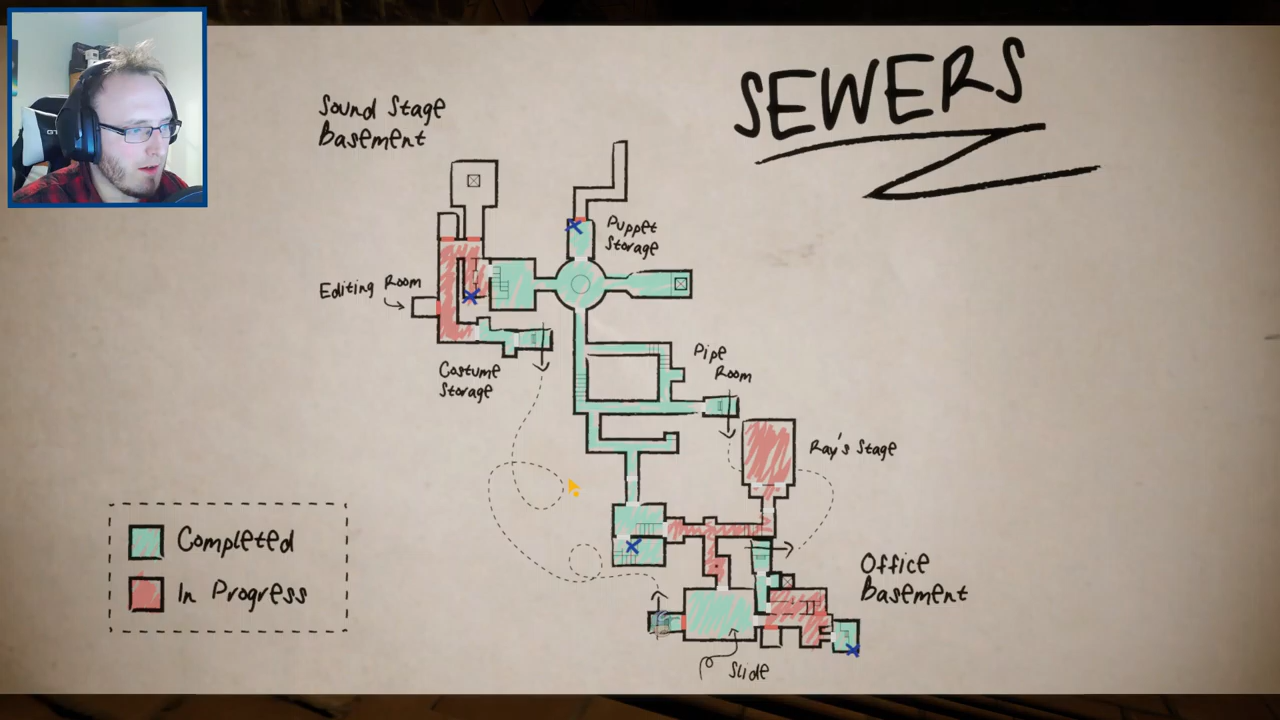 SEWERS
Sound Stage
Basement
Puppet
Storage
Editing Room
Costume
Storage
Pipe
Room
Ray's Stage
Completed
In Progress
Office
Basement
Slide